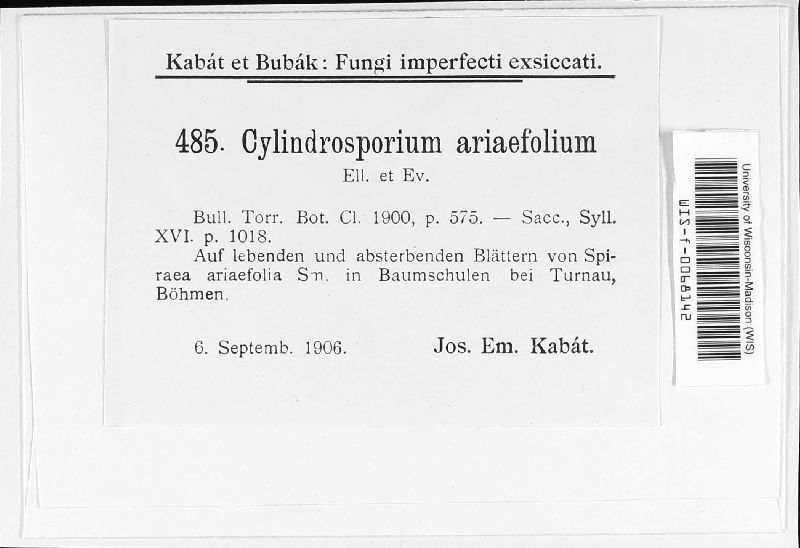 Kabát et Bubák: Fungi imperfecti exsiccati.
485. Cylindrosporium ariaefolium
Ell. et Ev.
Bull. Torr. Bot. Cl. 1900, p. 575. — Sacc., Syll.
XVI. p. 1018.
Auf lebenden und absterbenden Blättern von Spi-
raea ariaefolia Sm. in Baumschulen bei Turnau,
Böhmen.
6. Septemb. 1906.
Jos. Em. Kabát.
University of Wisconsin-Madison (WIS)